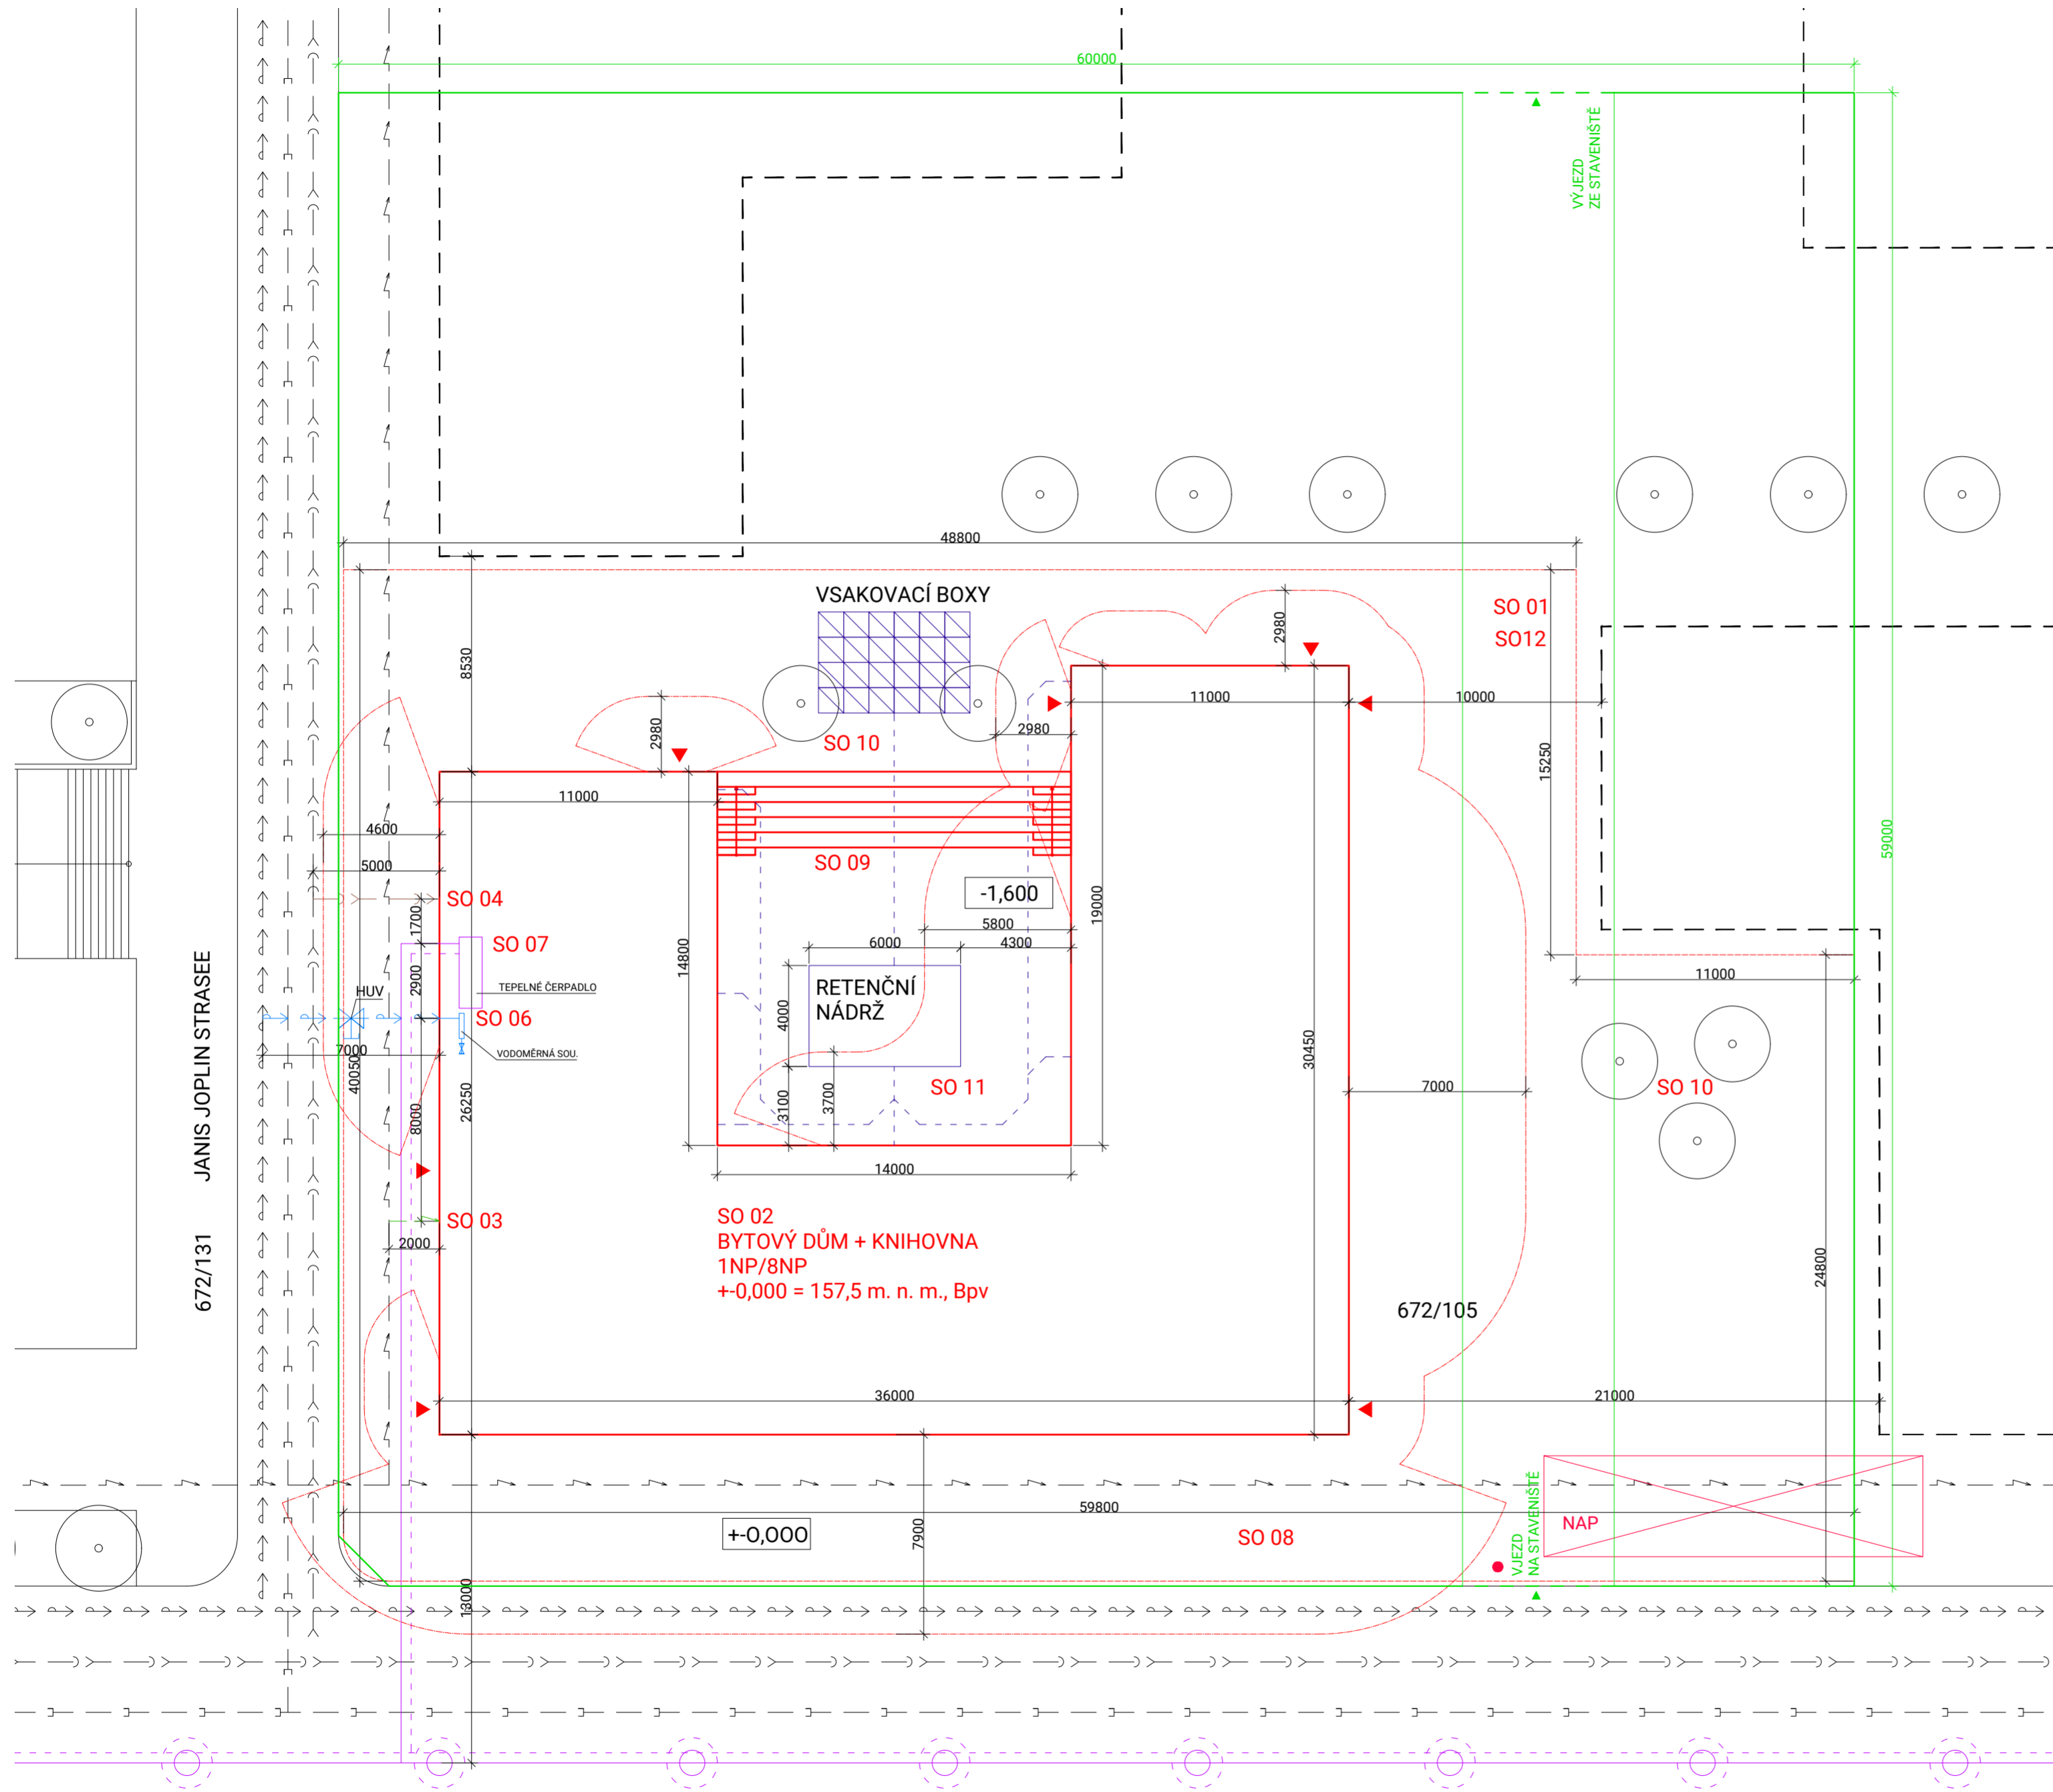 60000
VÝJEZD
ZE STAVENIŠTĚ
48800
VSAKOVACÍ BOXY
SO 01
SO12
2980
8530
11000
10000
2980
2980
SO 10
15250
11000
4600
59000
5000
SO 09
-1,600
SO 04
1700
19000
5800
SO 07
6000
4300
14800
2900
TEPELNÉ ČERPADLO
11000
HUV
RETENČNÍ
NÁDRŽ
4000
SO 06
7000
VODOMĚRNÁ SOU.
30450
40050
SO 11
7000
SO 10
3100
3700
26250
8000
JANIS JOPLIN STRASEE
14000
SO 03
SO 02
BYTOVÝ DŮM + KNIHOVNA
1NP/8NP
+-0,000 = 157,5 m. n. m., Bpv
2000
672/131
24800
672/105
36000
21000
59800
+-0,000
7900
SO 08
NAP
VJEZD
NA STAVENIŠTĚ
13000